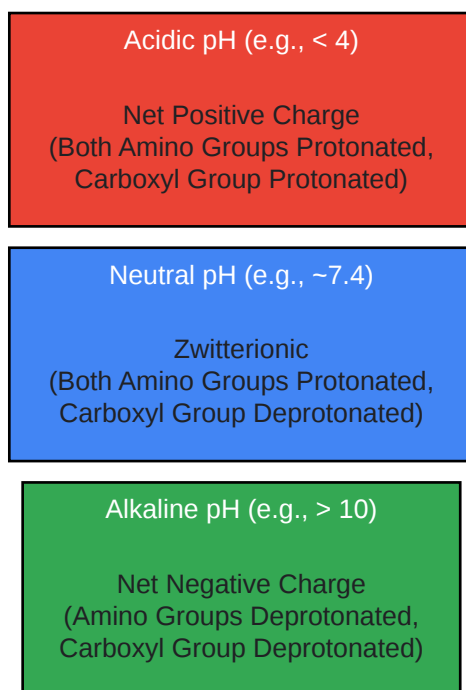 Acidic pH (e.g., < 4)
Net Positive Charge
(Both Amino Groups Protonated,
Carboxyl Group Protonated)
Neutral pH (e.g., ~7.4)
Zwitterionic
(Both Amino Groups Protonated,
Carboxyl Group Deprotonated)
Alkaline pH (e.g., > 10)
Net Negative Charge
(Amino Groups Deprotonated,
Carboxyl Group Deprotonated)